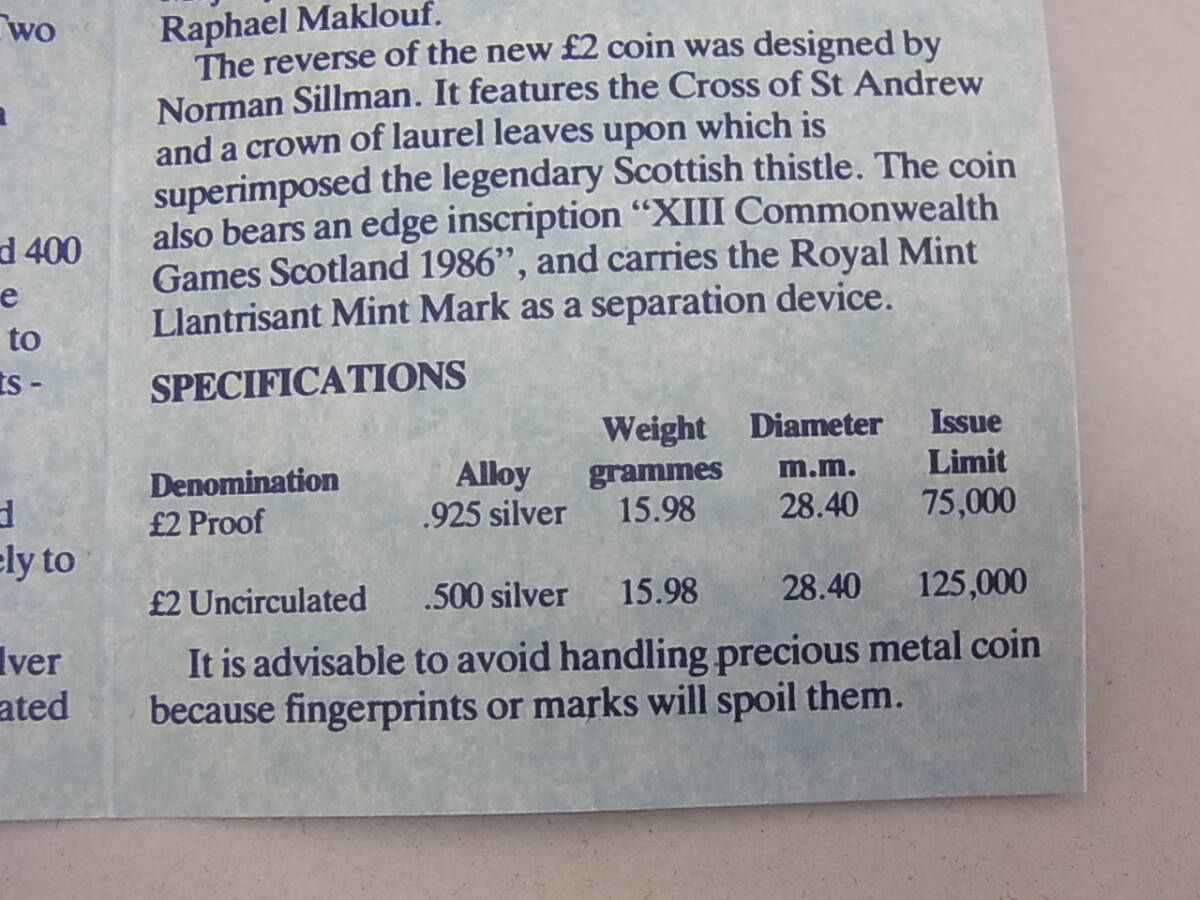 Two
d 400
e
to
ts -
d
ely to
lver
ated
Raphael Maklouf.
The reverse of the new £2 coin was designed by
Norman Sillman. It features the Cross of St Andrew
and a crown of laurel leaves upon which is
superimposed the legendary Scottish thistle. The coin
also bears an edge inscription “XIII Commonwealth
Games Scotland 1986”, and carries the Royal Mint
Llantrisant Mint Mark as a separation device.
SPECIFICATIONS
Weight Diameter Issue
Denomination Alloy grammes m.m. Limit
£2 Proof .925 silver 15.98 28.40 75,000
£2 Uncirculated .500 silver 15.98 28.40 125,000
It is advisable to avoid handling precious metal coin
because fingerprints or marks will spoil them.